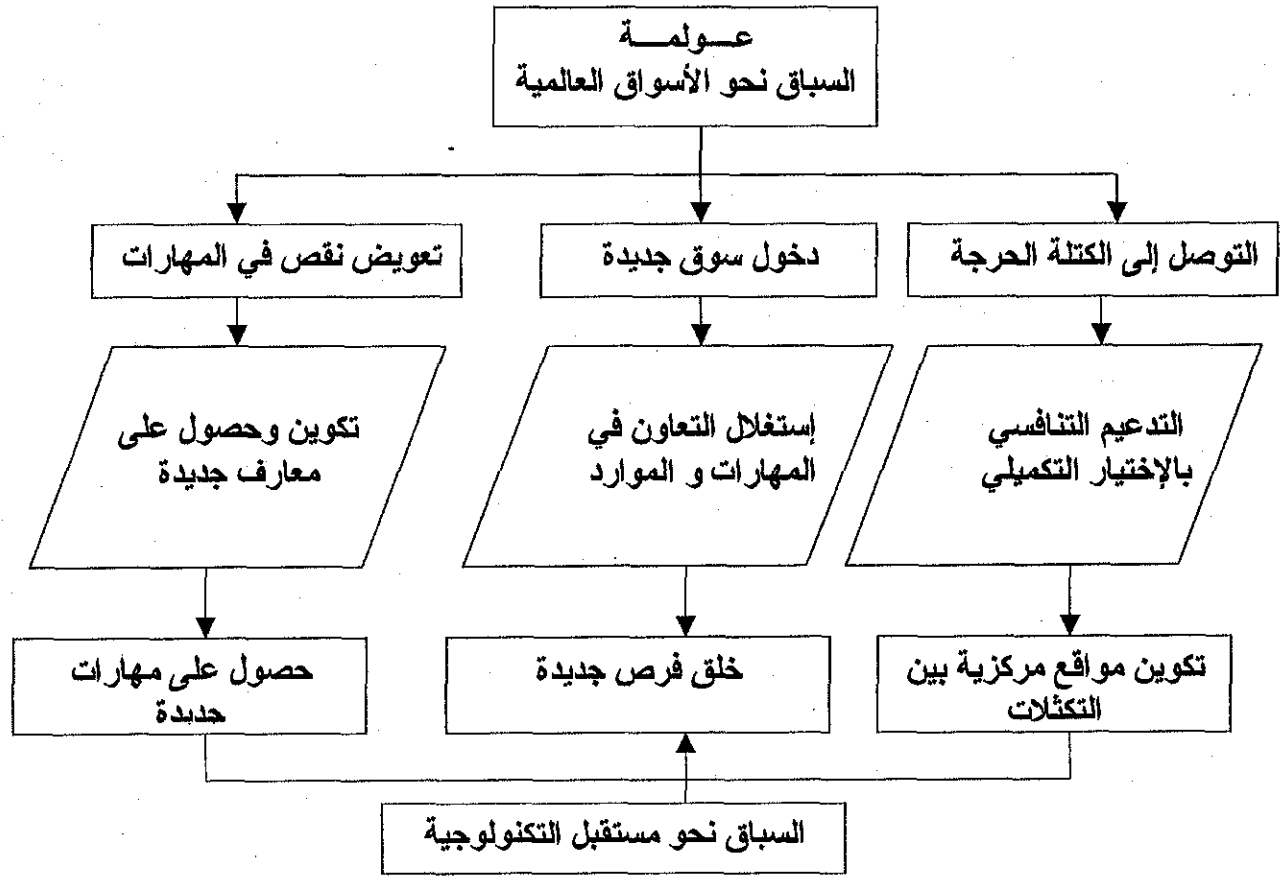 عـــولمـــة
السباق نحو الأسواق العالمية
التوصل إلى الكتلة الحرجة
دخول سوق جديدة
تعويض نقص في المهارات
التدعيم التنافسي
بالإختيار التكميلي
إستغلال التعاون في
المهارات و الموارد
تكوين وحصول على
معارف جديدة
تكوين مواقع مركزية بين
التكتلات
خلق فرص جديدة
حصول على مهارات
جديدة
السباق نحو مستقبل التكنولوجية